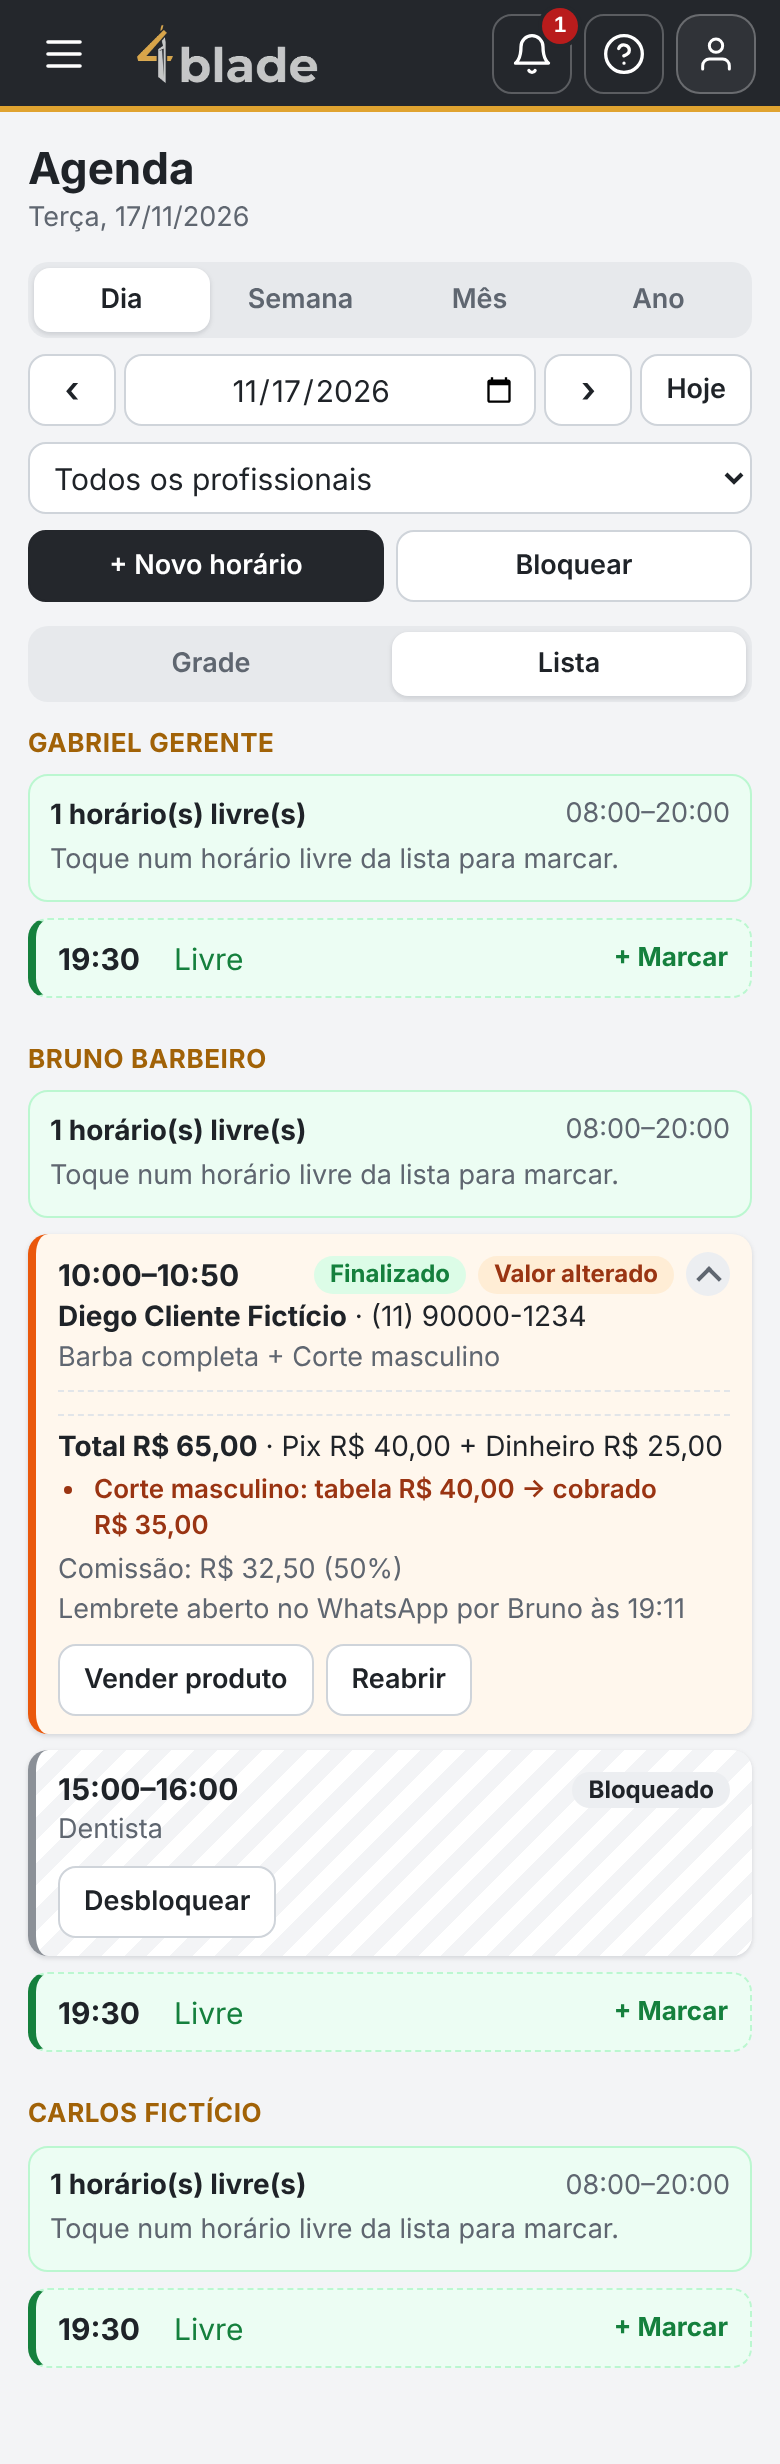 4blade
1
Agenda
Terça, 17/11/2026
Dia Semana Mês Ano
‹ 11/17/2026 › Hoje
Todos os profissionais
+ Novo horário Bloquear
Grade Lista
GABRIEL GERENTE
1 horário(s) livre(s) 08:00–20:00
Toque num horário livre da lista para marcar.
19:30 Livre + Marcar
BRUNO BARBEIRO
1 horário(s) livre(s) 08:00–20:00
Toque num horário livre da lista para marcar.
10:00–10:50 Finalizado Valor alterado
Diego Cliente Fictício · (11) 90000-1234
Barba completa + Corte masculino
Total R$ 65,00 · Pix R$ 40,00 + Dinheiro R$ 25,00
• Corte masculino: tabela R$ 40,00 → cobrado
R$ 35,00
Comissão: R$ 32,50 (50%)
Lembrete aberto no WhatsApp por Bruno às 19:11
Vender produto Reabrir
15:00–16:00 Bloqueado
Dentista
Desbloquear
19:30 Livre + Marcar
CARLOS FICTÍCIO
1 horário(s) livre(s) 08:00–20:00
Toque num horário livre da lista para marcar.
19:30 Livre + Marcar